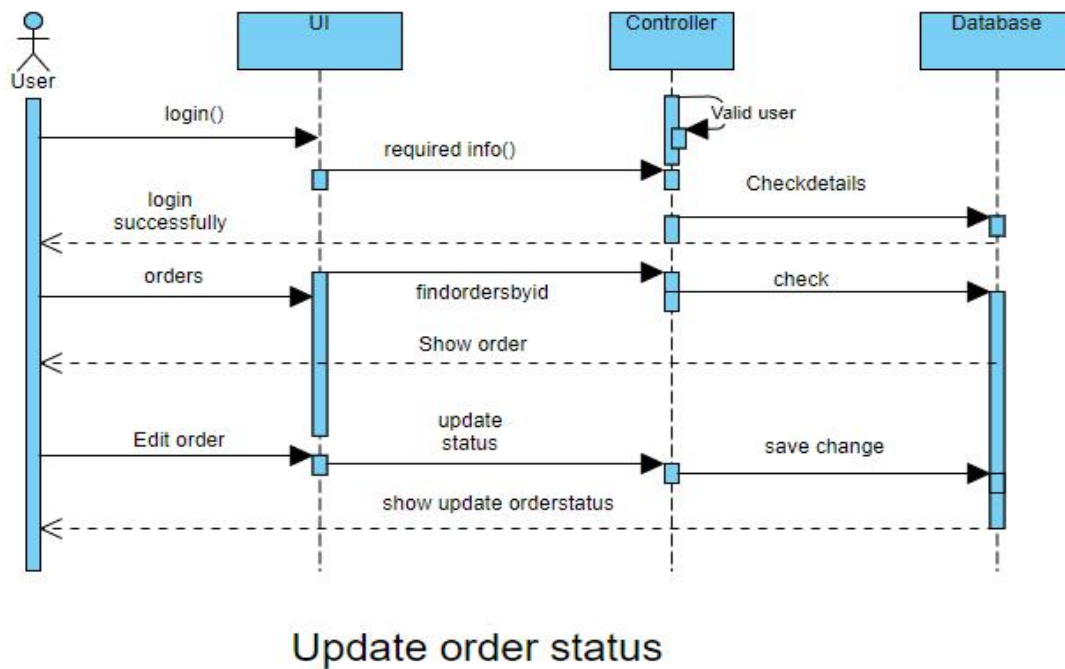 UI
Controller
Database
User
login()
Valid user
required info()
Checkdetails
login
successfully
orders
findordersbyid
check
Show order
Edit order
update
status
save change
show update orderstatus
Update order status